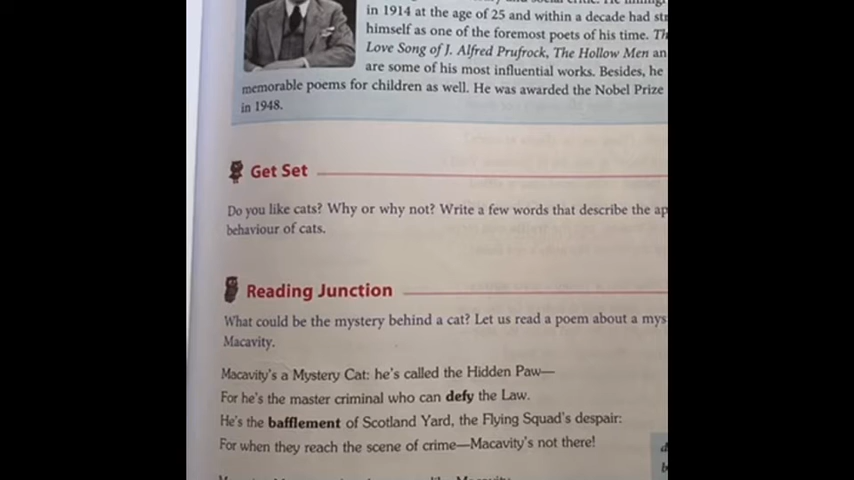 in 1914 at the age of 25 and within a decade had
himself as one of the foremost poets of his time.
Love Song of J. Alfred Prufrock, The Hollow Men
are some of his most influential works. Besides, he
memorable poems for children as well. He was awarded the Nobel Prize
in 1948.
Get Set
Do you like cats? Why or why not? Write a few words that describe the
behaviour of cats.
Reading Junction
What could be the mystery behind a cat? Let us read a poem about a
Macavity.
Macavity's a Mystery Cat: he's called the Hidden Paw—
For he's the master criminal who can defy the Law.
He's the bafflement of Scotland Yard, the Flying Squad's despair:
For when they reach the scene of crime—Macavity's not there!